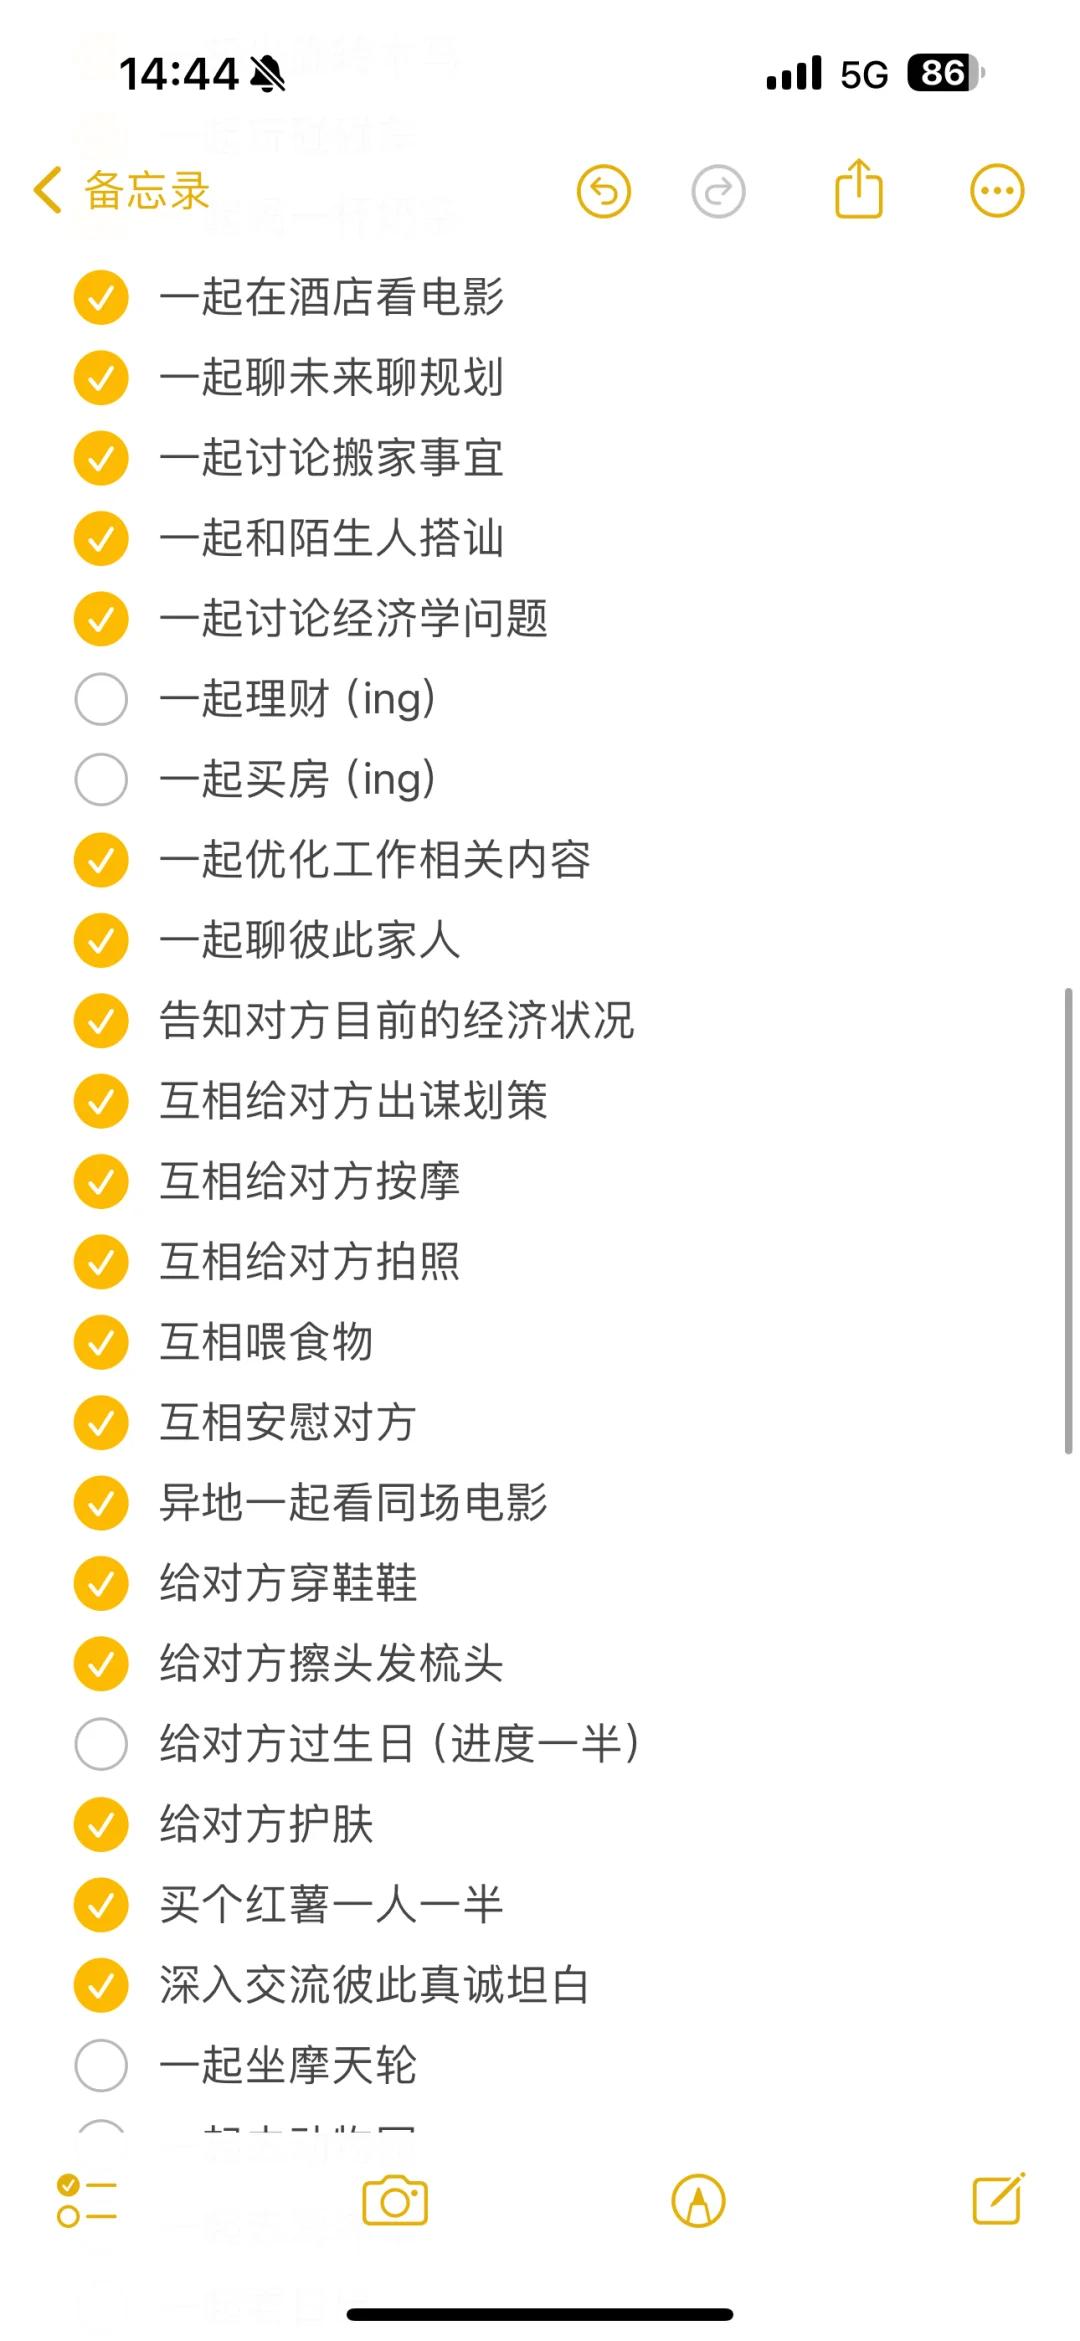 14:44
5G
86
备忘录
一起在酒店看电影
一起聊未来聊规划
一起讨论搬家事宜
一起和陌生人搭讪
一起讨论经济学问题
一起理财 (ing)
一起买房 (ing)
一起优化工作相关内容
一起聊彼此家人
告知对方目前的经济状况
互相给对方出谋划策
互相给对方按摩
互相给对方拍照
互相喂食物
互相安慰对方
异地一起看同场电影
给对方穿鞋鞋
给对方擦头发梳头
给对方过生日 (进度一半)
给对方护肤
买个红薯一人一半
深入交流彼此真诚坦白
一起坐摩天轮